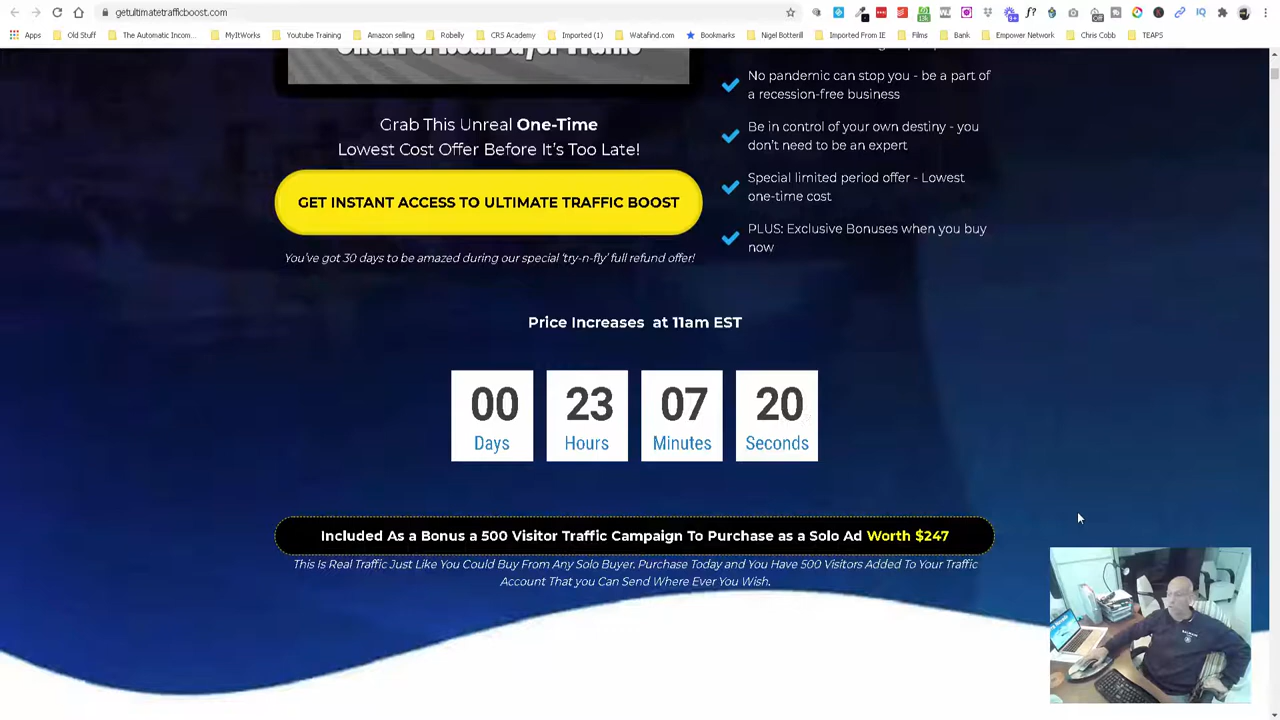 getultimatetrafficboost.com
Apps Old Stuff The Automatic Incom... MyItWorks Youtube Training Amazon selling Robelly CRS Academy Imported (1) Watafind.com Bookmarks Nigel Botterill Imported From IE Films Bank Empower Network Chris Cobb TEAPS
No pandemic can stop you - be a part of
a recession-free business
Grab This Unreal One-Time
Lowest Cost Offer Before It's Too Late!
Be in control of your own destiny - you
don't need to be an expert
GET INSTANT ACCESS TO ULTIMATE TRAFFIC BOOST
Special limited period offer - Lowest
one-time cost
PLUS: Exclusive Bonuses when you buy
now
You've got 30 days to be amazed during our special 'try-n-fly' full refund offer!
Price Increases at 11am EST
00 23 07 20
Days Hours Minutes Seconds
Included As a Bonus a 500 Visitor Traffic Campaign To Purchase as a Solo Ad Worth $247
This Is Real Traffic Just Like You Could Buy From Any Solo Buyer. Purchase Today and You Have 500 Visitors Added To Your Traffic
Account That you Can Send Where Ever You Wish.